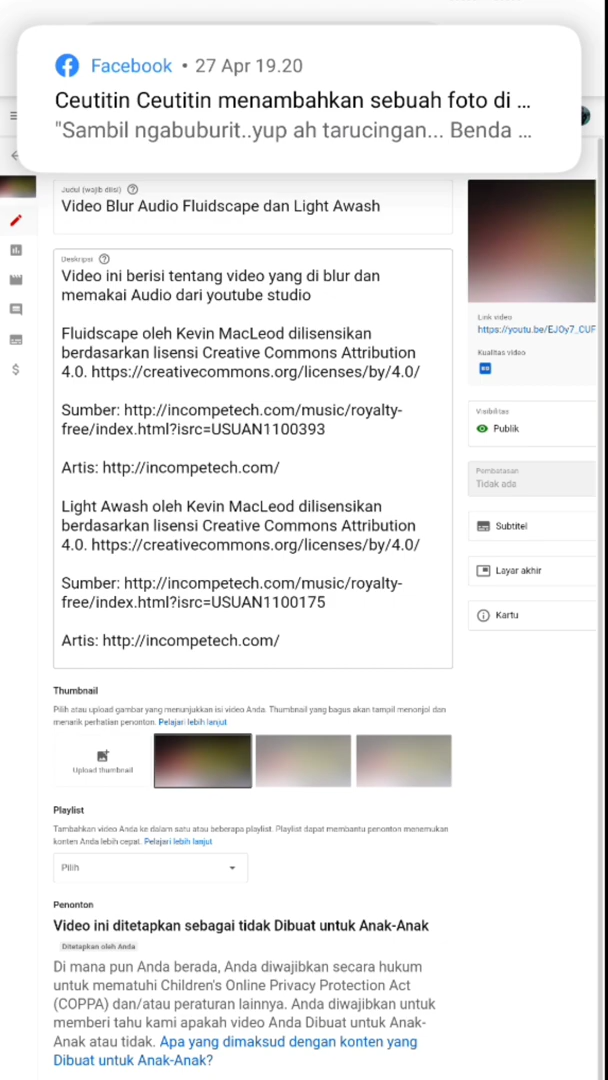 Facebook • 27 Apr 19.20
Ceutitin Ceutitin menambahkan sebuah foto di ...
"Sambil ngabuburit..yup ah tarucingan... Benda ...
Judul (wajib diisi)
Video Blur Audio Fluidscape dan Light Awash
Deskripsi
Video ini berisi tentang video yang di blur dan
memakai Audio dari youtube studio
Fluidscape oleh Kevin MacLeod dilisensikan
berdasarkan lisensi Creative Commons Attribution
4.0. https://creativecommons.org/licenses/by/4.0/
Sumber: http://incompetech.com/music/royalty-
free/index.html?isrc=USUAN1100393
Artis: http://incompetech.com/
Light Awash oleh Kevin MacLeod dilisensikan
berdasarkan lisensi Creative Commons Attribution
4.0. https://creativecommons.org/licenses/by/4.0/
Sumber: http://incompetech.com/music/royalty-
free/index.html?isrc=USUAN1100175
Artis: http://incompetech.com/
Link video
https://youtu.be/EJOy7_CUF
Kualitas video
Visibilitas
Publik
Pembatasan
Tidak ada
Subtitel
Layar akhir
Kartu
Thumbnail
Pilih atau upload gambar yang menunjukkan isi video Anda. Thumbnail yang bagus akan tampil menonjol dan
menarik perhatian penonton. Pelajari lebih lanjut
Upload thumbnail
Playlist
Tambahkan video Anda ke dalam satu atau beberapa playlist. Playlist dapat membantu penonton menemukan
konten Anda lebih cepat. Pelajari lebih lanjut
Pilih
Penonton
Video ini ditetapkan sebagai tidak Dibuat untuk Anak-Anak
Ditetapkan oleh Anda
Di mana pun Anda berada, Anda diwajibkan secara hukum
untuk mematuhi Children's Online Privacy Protection Act
(COPPA) dan/atau peraturan lainnya. Anda diwajibkan untuk
memberi tahu kami apakah video Anda Dibuat untuk Anak-
Anak atau tidak. Apa yang dimaksud dengan konten yang
Dibuat untuk Anak-Anak?